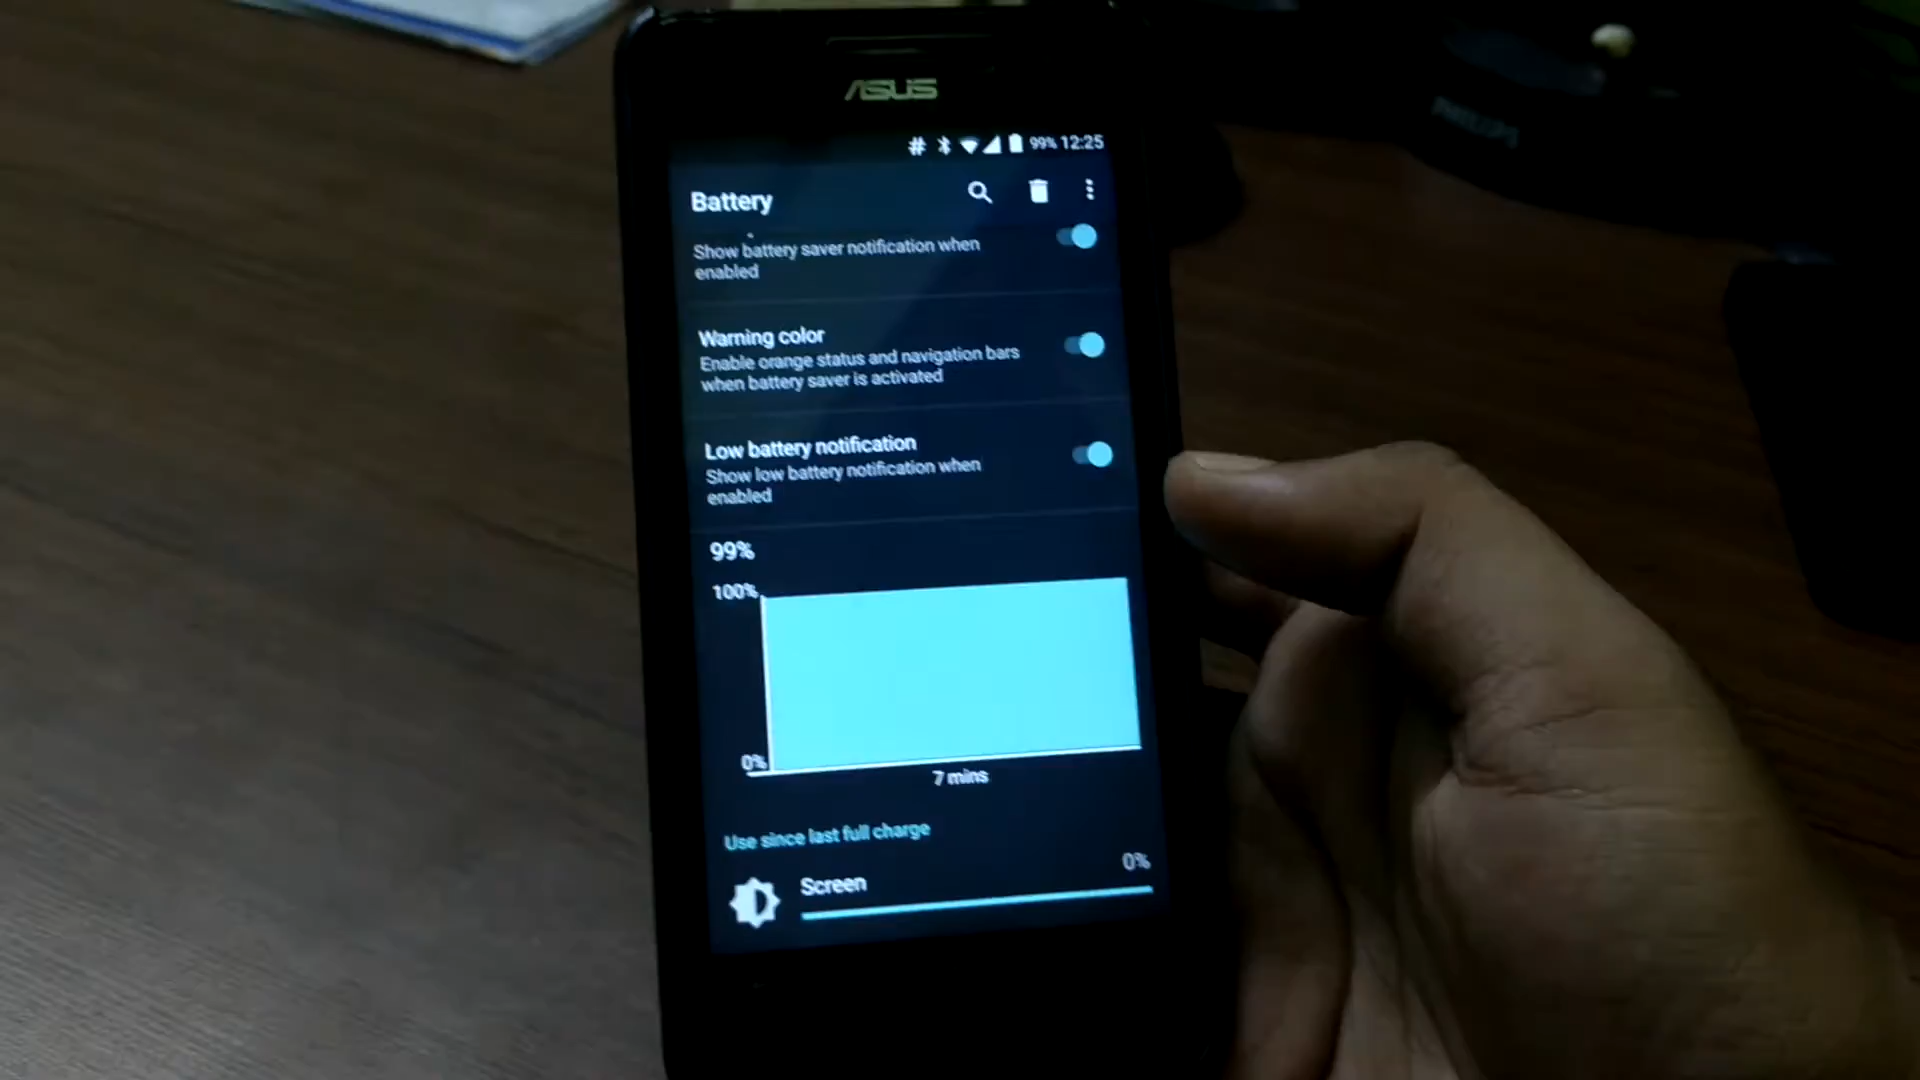 ASUS
# 99% 12:25
Battery
Show battery saver notification when
enabled
Warning color
Enable orange status and navigation bars
when battery saver is activated
Low battery notification
Show low battery notification when
enabled
99%
100%
0%
7 mins
Use since last full charge
Screen 0%
PHILIPS